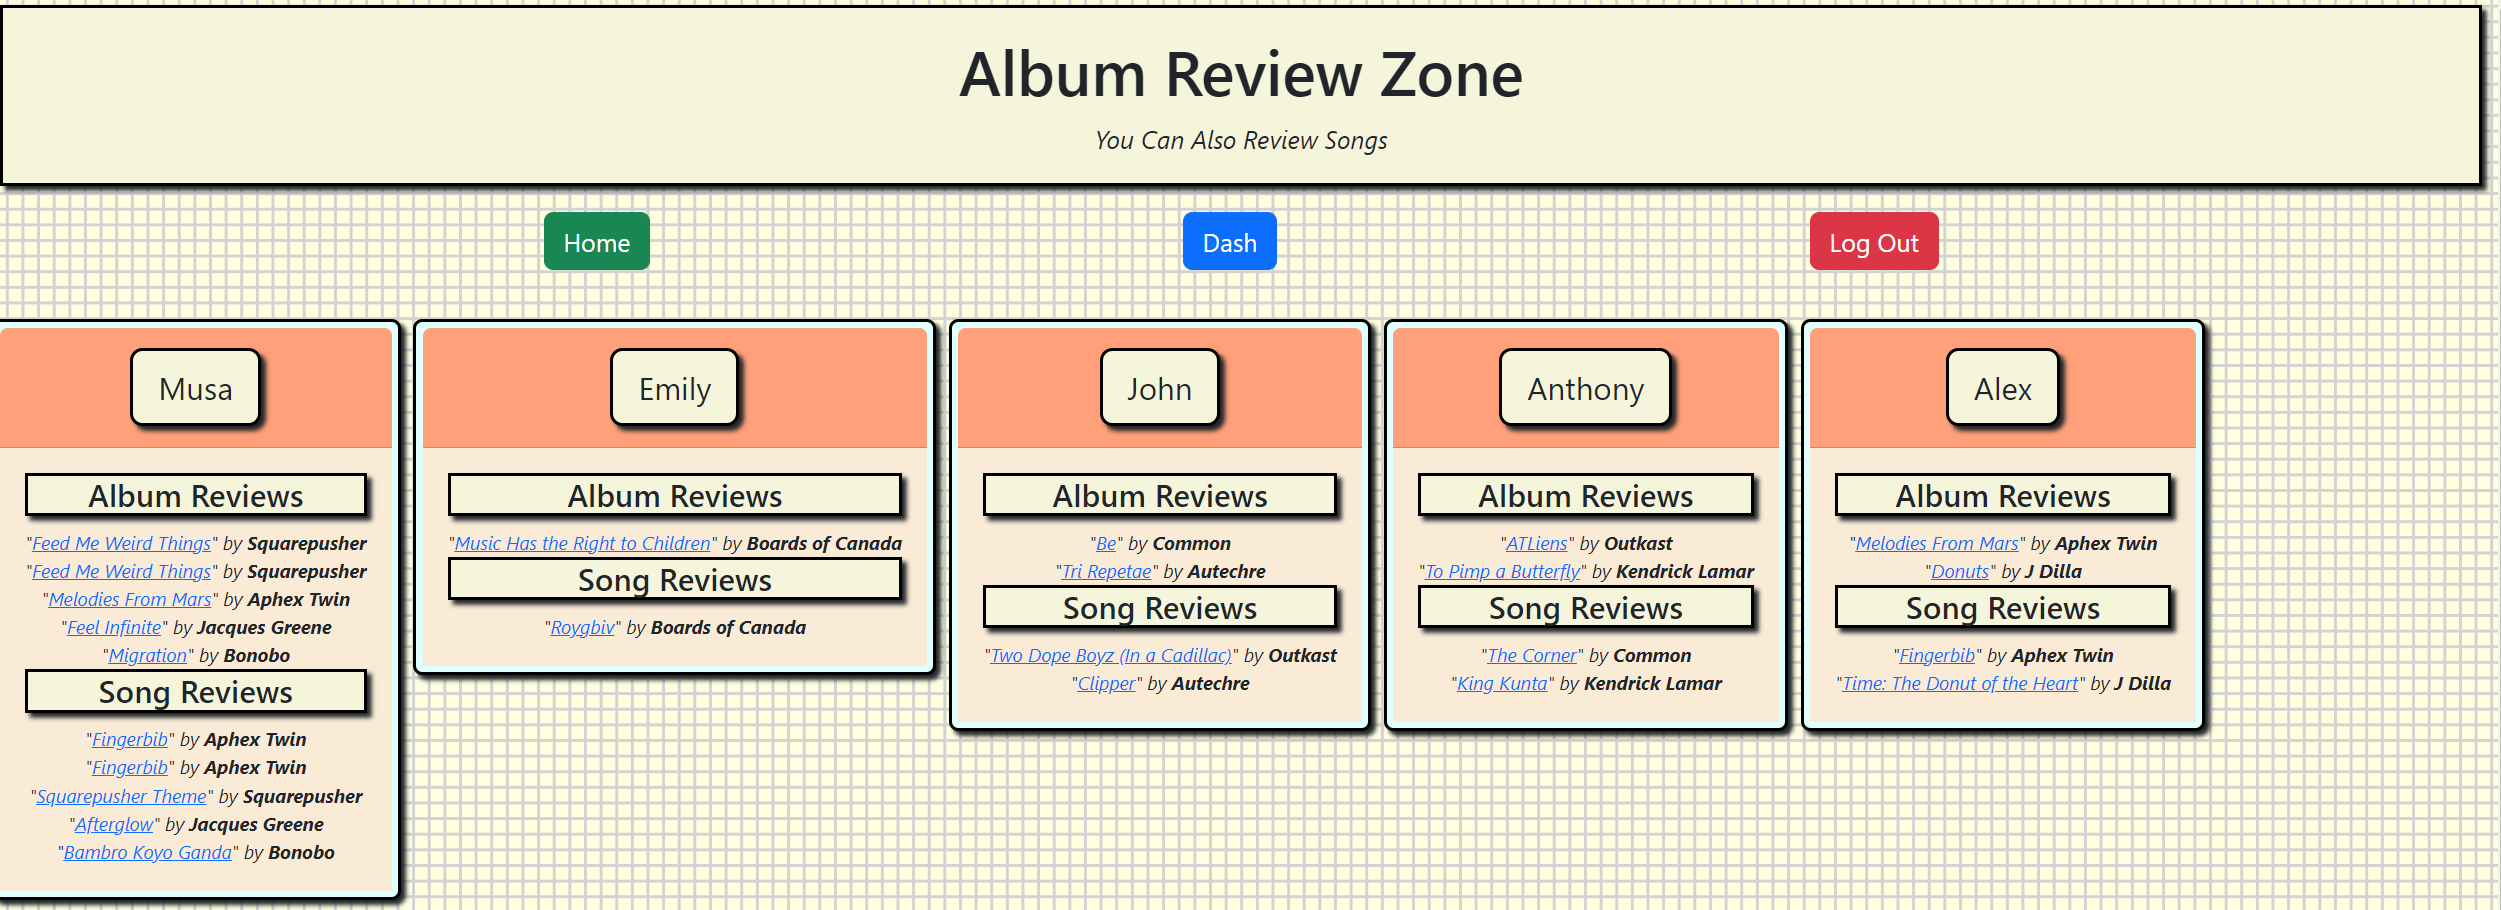 Album Review Zone
You Can Also Review Songs
Home
Dash
Log Out
Musa
Album Reviews
"Feed Me Weird Things" by Squarepusher
"Feed Me Weird Things" by Squarepusher
"Melodies From Mars" by Aphex Twin
"Feel Infinite" by Jacques Greene
"Migration" by Bonobo
Song Reviews
"Fingerbib" by Aphex Twin
"Fingerbib" by Aphex Twin
"Squarepusher Theme" by Squarepusher
"Afterglow" by Jacques Greene
"Bambro Koyo Ganda" by Bonobo
Emily
Album Reviews
"Music Has the Right to Children" by Boards of Canada
Song Reviews
"Roygbiv" by Boards of Canada
John
Album Reviews
"Be" by Common
"Tri Repetae" by Autechre
Song Reviews
"Two Dope Boyz (In a Cadillac)" by Outkast
"Clipper" by Autechre
Anthony
Album Reviews
"ATLiens" by Outkast
"To Pimp a Butterfly" by Kendrick Lamar
Song Reviews
"The Corner" by Common
"King Kunta" by Kendrick Lamar
Alex
Album Reviews
"Melodies From Mars" by Aphex Twin
"Donuts" by J Dilla
Song Reviews
"Fingerbib" by Aphex Twin
"Time: The Donut of the Heart" by J Dilla